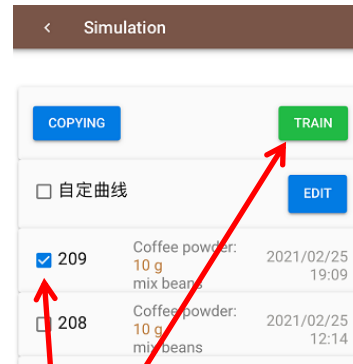 Simulation
COPYING TRAIN
自定曲线 EDIT
209 Coffee powder: 10 g mix beans 2021/02/25 19:09
208 Coffee powder: 10 g mix beans 2021/02/25 12:14